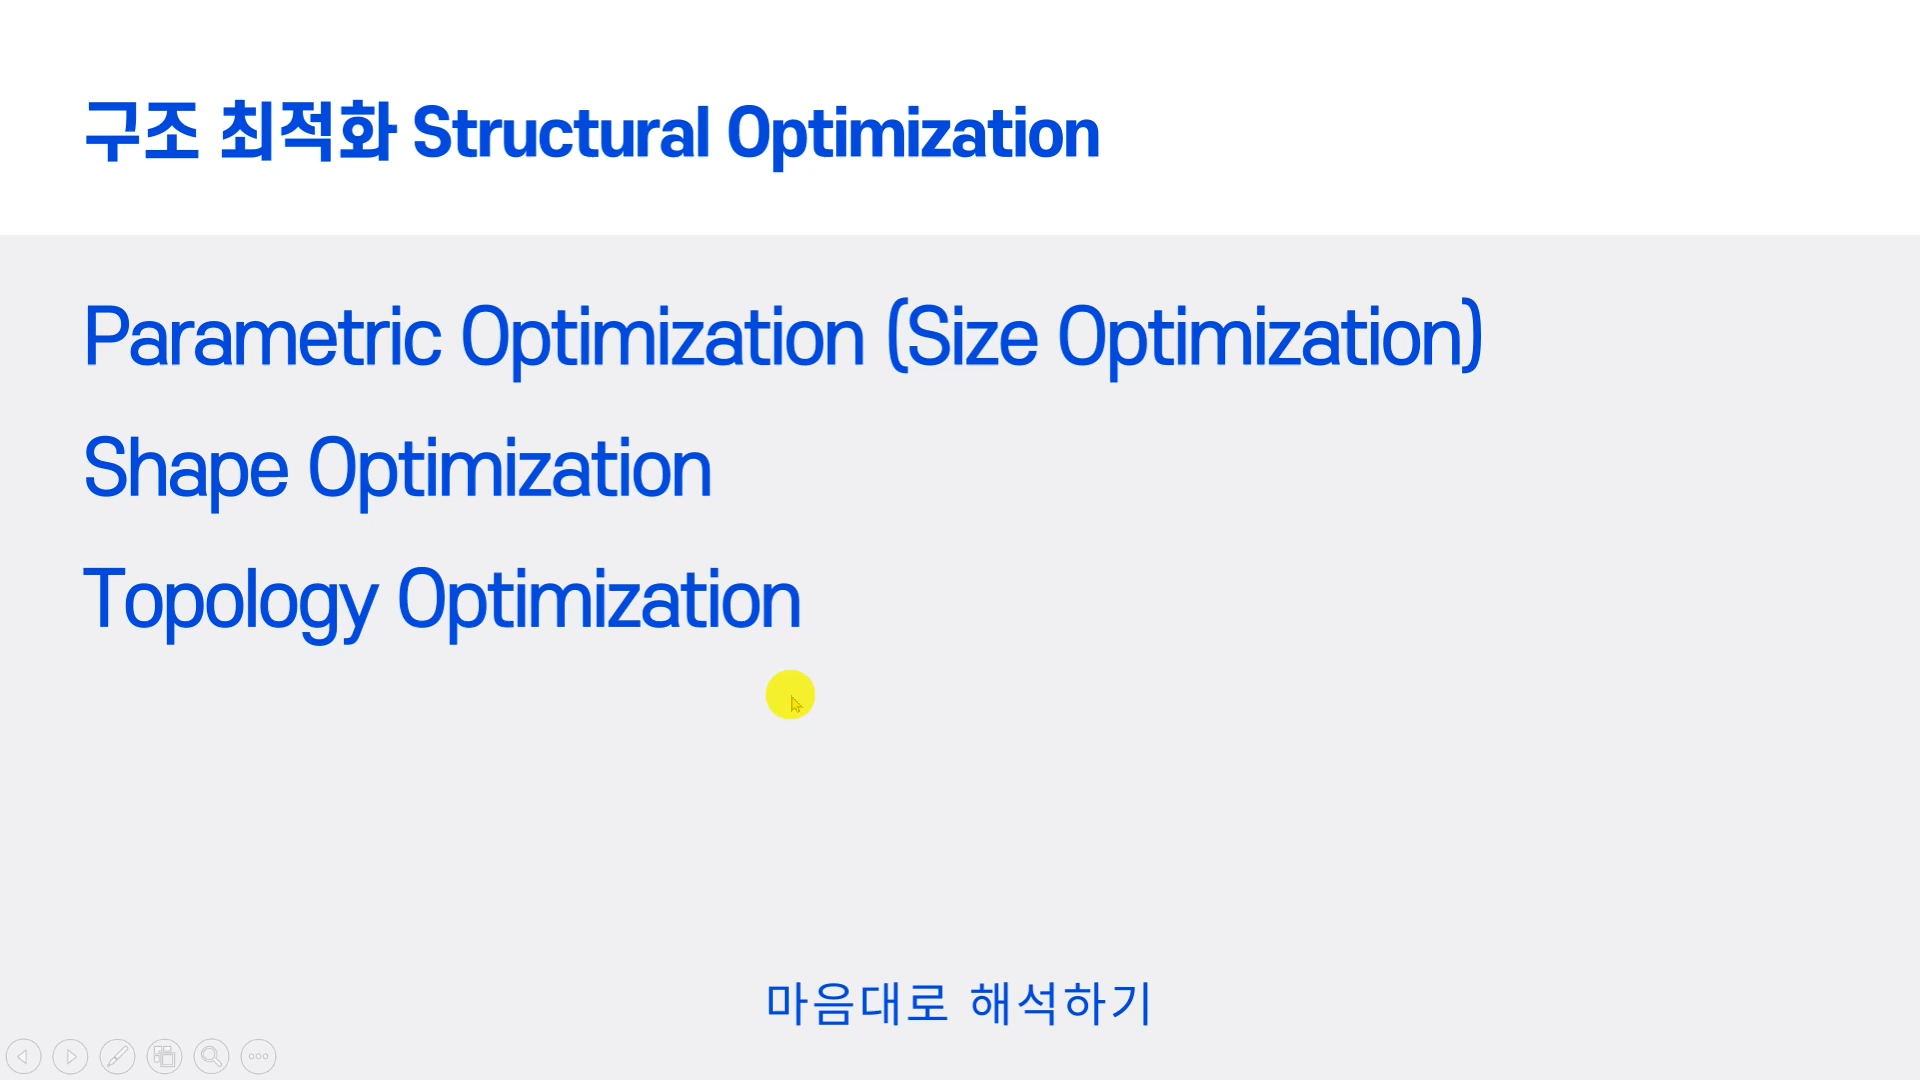 구조 최적화 Structural Optimization
Parametric Optimization (Size Optimization)
Shape Optimization
Topology Optimization
마음대로 해석하기